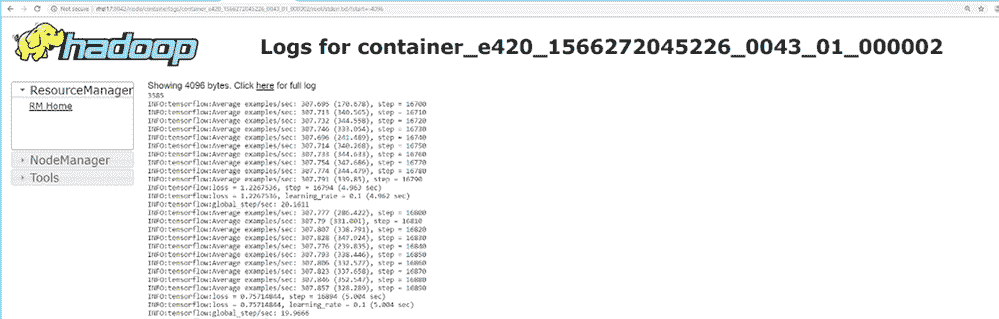 Not secure
hadoop
Logs for container_e420_1566272045226_0043_01_000002
ResourceManager
RM Home
NodeManager
Tools
Showing 4096 bytes. Click here for full log
3585
INFO:tensorflow:Average examples/sec: 307.695 (170.678), step = 16700
INFO:tensorflow:Average examples/sec: 307.713 (340.565), step = 16710
INFO:tensorflow:Average examples/sec: 307.732 (344.558), step = 16720
INFO:tensorflow:Average examples/sec: 307.746 (333.054), step = 16730
INFO:tensorflow:Average examples/sec: 307.696 (241.489), step = 16740
INFO:tensorflow:Average examples/sec: 307.714 (340.268), step = 16750
INFO:tensorflow:Average examples/sec: 307.733 (344.633), step = 16760
INFO:tensorflow:Average examples/sec: 307.754 (347.686), step = 16770
INFO:tensorflow:Average examples/sec: 307.774 (344.479), step = 16780
INFO:tensorflow:Average examples/sec: 307.791 (339.85), step = 16790
INFO:tensorflow:loss = 1.2267536, step = 16794 (4.963 sec)
INFO:tensorflow:loss = 1.2267536, learning_rate = 0.1 (4.962 sec)
INFO:tensorflow:global_step/sec: 20.1611
INFO:tensorflow:Average examples/sec: 307.777 (286.422), step = 16800
INFO:tensorflow:Average examples/sec: 307.79 (331.001), step = 16810
INFO:tensorflow:Average examples/sec: 307.807 (338.791), step = 16820
INFO:tensorflow:Average examples/sec: 307.828 (347.024), step = 16830
INFO:tensorflow:Average examples/sec: 307.776 (239.835), step = 16840
INFO:tensorflow:Average examples/sec: 307.793 (338.446), step = 16850
INFO:tensorflow:Average examples/sec: 307.806 (332.577), step = 16860
INFO:tensorflow:Average examples/sec: 307.823 (337.658), step = 16870
INFO:tensorflow:Average examples/sec: 307.846 (352.547), step = 16880
INFO:tensorflow:Average examples/sec: 307.857 (328.289), step = 16890
INFO:tensorflow:loss = 0.75714844, step = 16894 (5.004 sec)
INFO:tensorflow:loss = 0.75714844, learning_rate = 0.1 (5.004 sec)
INFO:tensorflow:global_step/sec: 19.9666